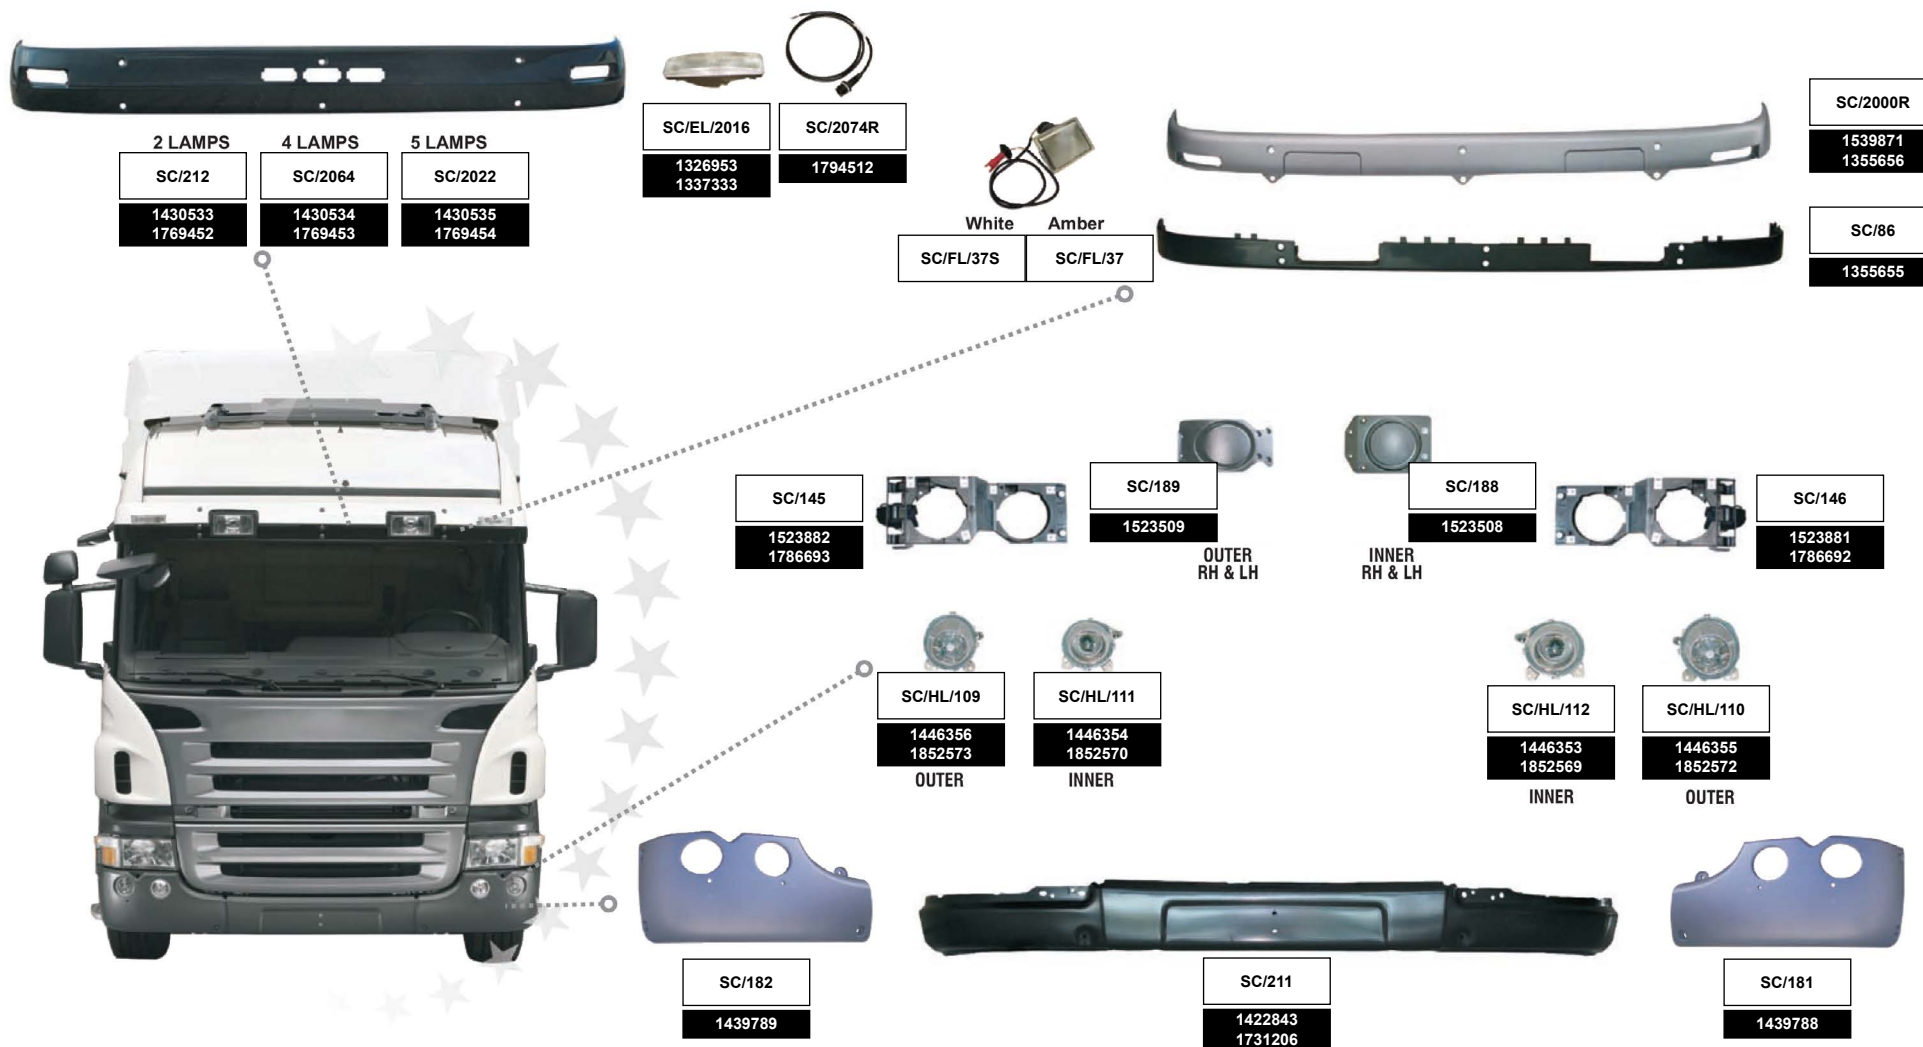 2 LAMPS
SC/212
1430533
1769452
4 LAMPS
SC/2064
1430534
1769453
5 LAMPS
SC/2022
1430535
1769454
SC/EL/2016
1326953
1337333
SC/2074R
1794512
White
SC/FL/37S
Amber
SC/FL/37
SC/2000R
1539871
1355656
SC/86
1355655
SC/145
1523882
1786693
SC/189
1523509
OUTER
RH & LH
SC/188
1523508
INNER
RH & LH
SC/146
1523881
1786692
SC/HL/109
1446356
1852573
OUTER
SC/HL/111
1446354
1852570
INNER
SC/HL/112
1446353
1852569
INNER
SC/HL/110
1446355
1852572
OUTER
SC/182
1439789
SC/211
1422843
1731206
SC/181
1439788